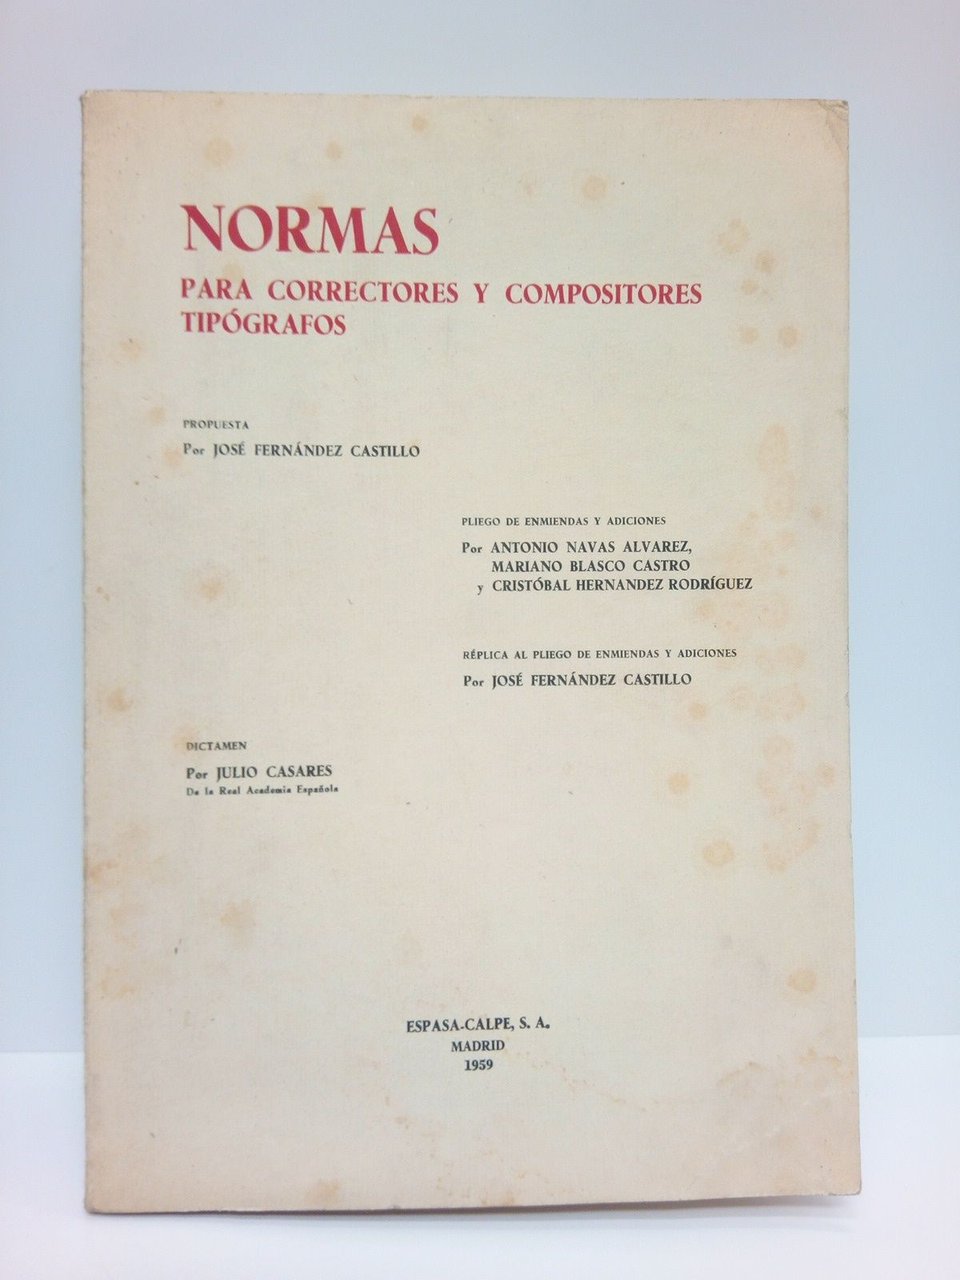 NORMAS
PARA CORRECTORES Y COMPOSITORES
TIPÓGRAFOS
PROPUESTA
Por JOSÉ FERNÁNDEZ CASTILLO
PLIEGO DE ENMIENDAS Y ADICIONES
Por ANTONIO NAVAS ALVAREZ,
MARIANO BLASCO CASTRO
y CRISTÓBAL HERNANDEZ RODRÍGUEZ
RÉPLICA AL PLIEGO DE ENMIENDAS Y ADICIONES
Por JOSÉ FERNÁNDEZ CASTILLO
DICTAMEN
Por JULIO CASARES
De la Real Academia Española
ESPASA-CALPE, S. A.
MADRID
1959